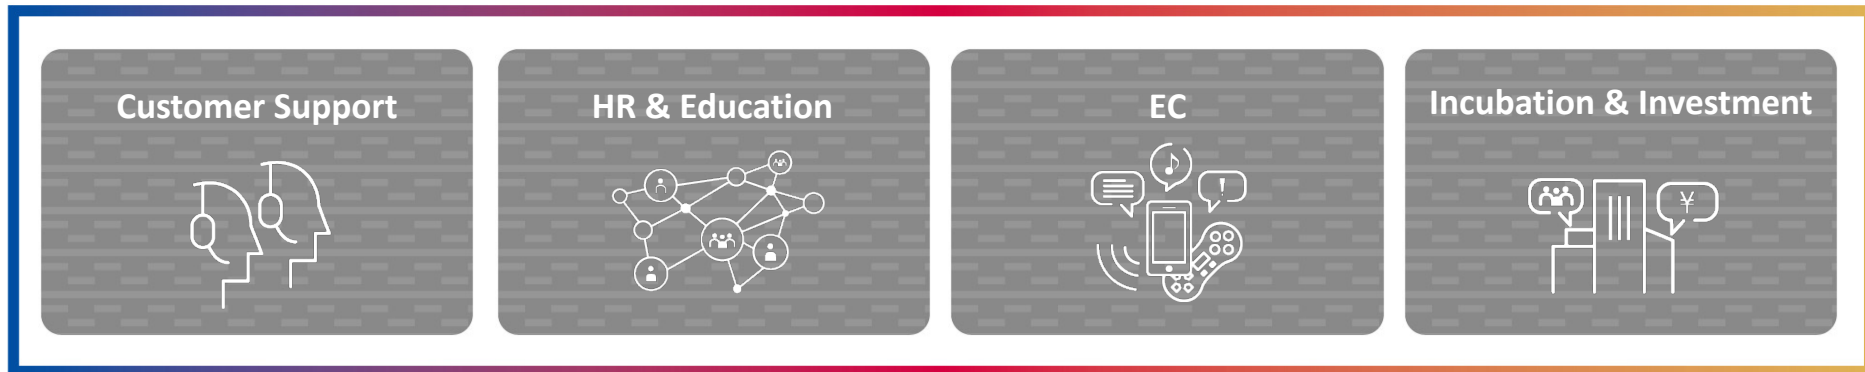 Customer Support
HR & Education
EC
Incubation & Investment
¥